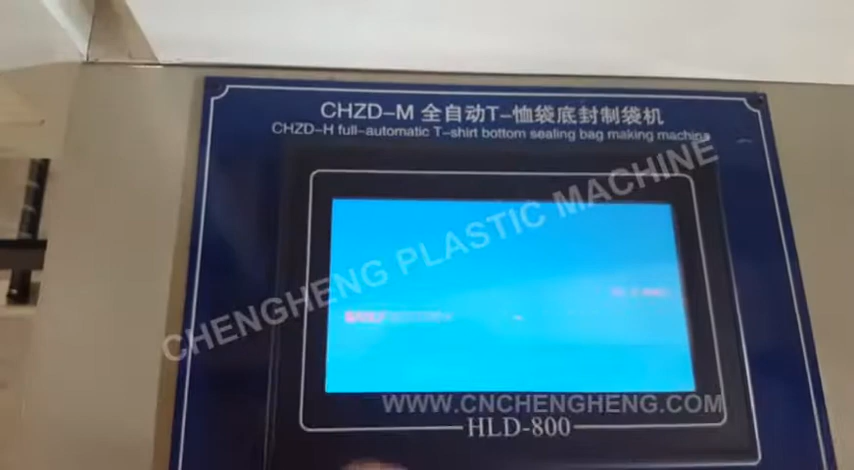 CHZD-M 全自动T-恤袋底封制袋机
CHZD-H full-automatic T-shirt bottom sealing bag making machine
CHENGHENG PLASTIC MACHINE
WWW.CNCHENGHENG.COM
HLD-800